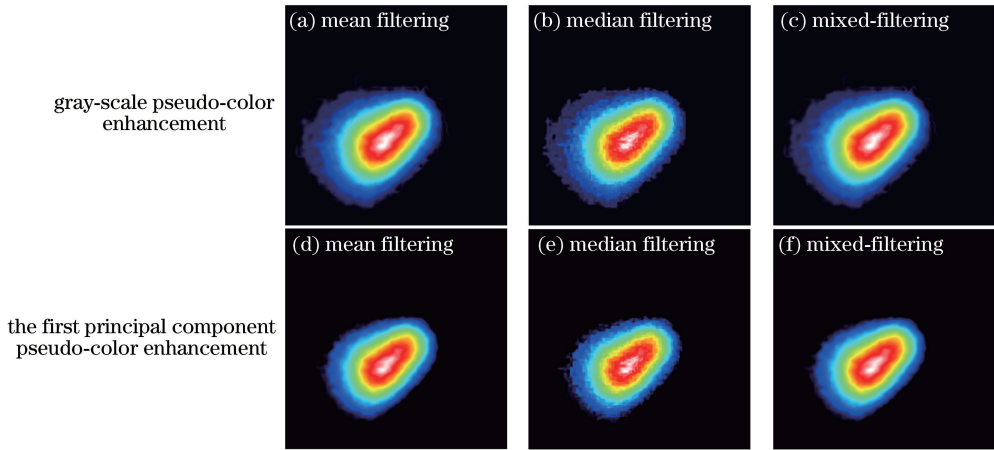 (a) mean filtering
(b) median filtering
(c) mixed-filtering
gray-scale pseudo-color
enhancement
(d) mean filtering
(e) median filtering
(f) mixed-filtering
the first principal component
pseudo-color enhancement